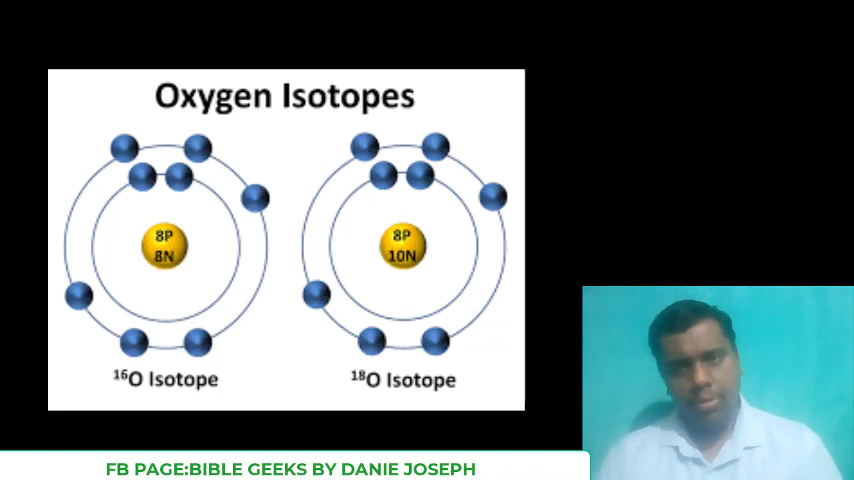 Oxygen Isotopes
8P
8N
8P
10N
¹⁶O Isotope
¹⁸O Isotope
FB PAGE:BIBLE GEEKS BY DANIE JOSEPH